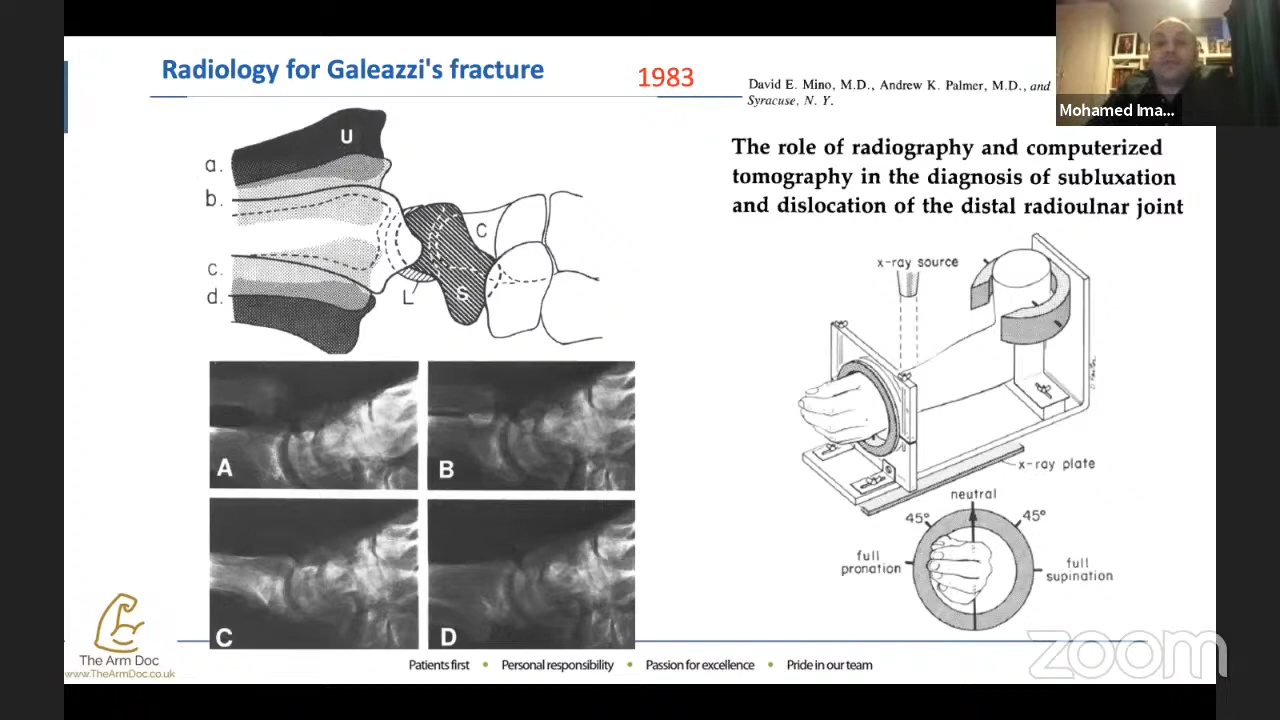 Radiology for Galeazzi's fracture
1983
David E. Mino, M.D., Andrew K. Palmer, M.D., and
Syracuse, N. Y.
Mohamed Ima...
The role of radiography and computerized
tomography in the diagnosis of subluxation
and dislocation of the distal radioulnar joint
U
a.
b.
C
c.
d.
L
S
A
B
C
D
x-ray source
x-ray plate
neutral
45°
45°
full
pronation
full
supination
The Arm Doc
www.TheArmDoc.co.uk
Patients first • Personal responsibility • Passion for excellence • Pride in our team
zoom